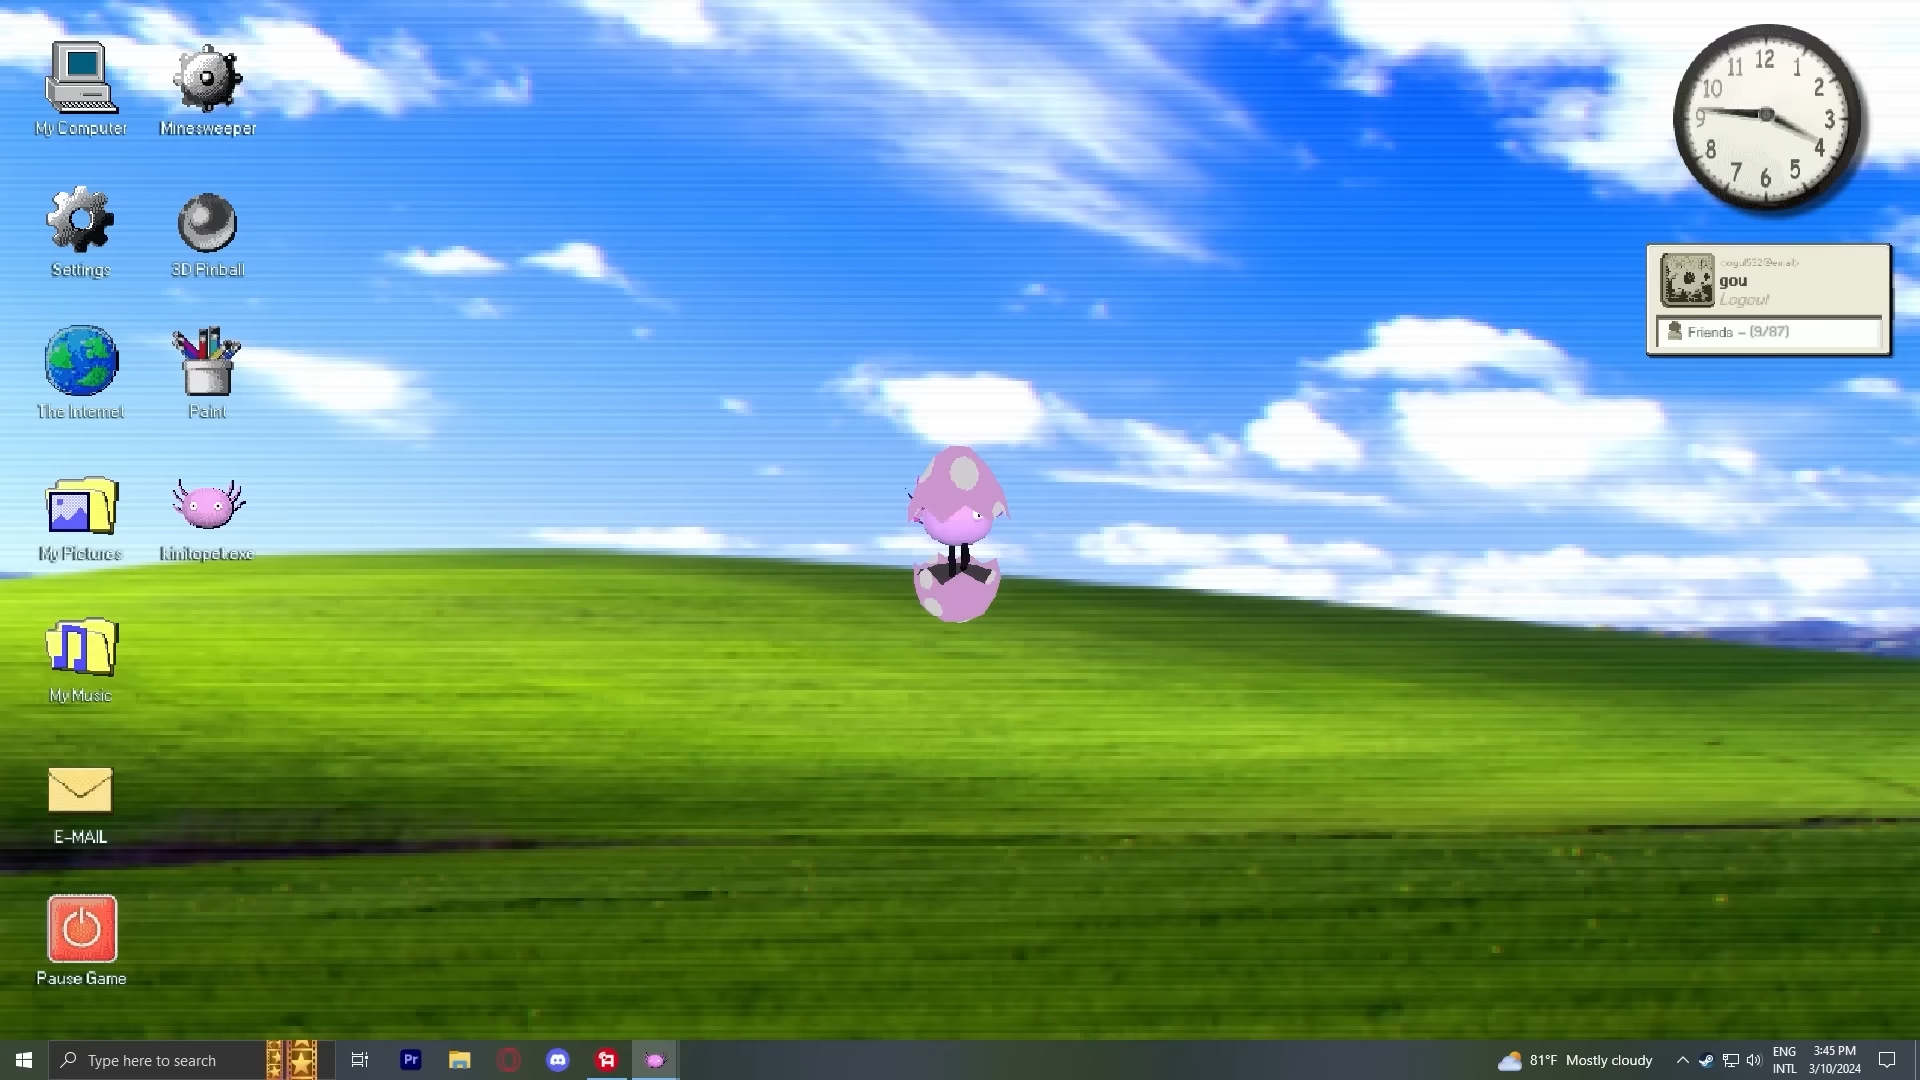 My Computer
Minesweeper
Settings
3D Pinball
The Internet
Paint
My Pictures
kinitopet.exe
My Music
E-MAIL
Pause Game
12
1
2
3
4
5
6
7
8
9
10
11
gou
Logout
Friends - (9/87)
Type here to search
Pr
81°F Mostly cloudy
ENG
INTL
3:45 PM
3/10/2024